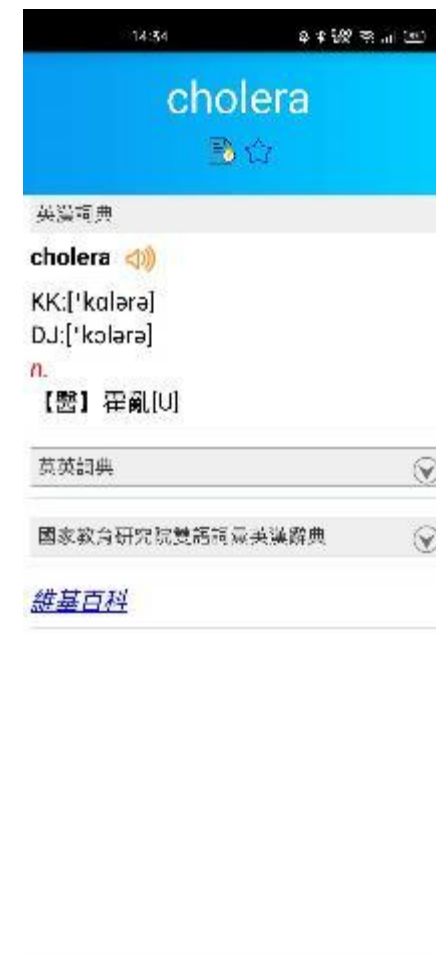 14:54
cholera
英漢詞典
cholera
KK:['kɑlərə]
DJ:['kɔlərə]
n.
【醫】霍亂[U]
英英詞典
國家教育研究院雙語詞彙英漢辭典
維基百科